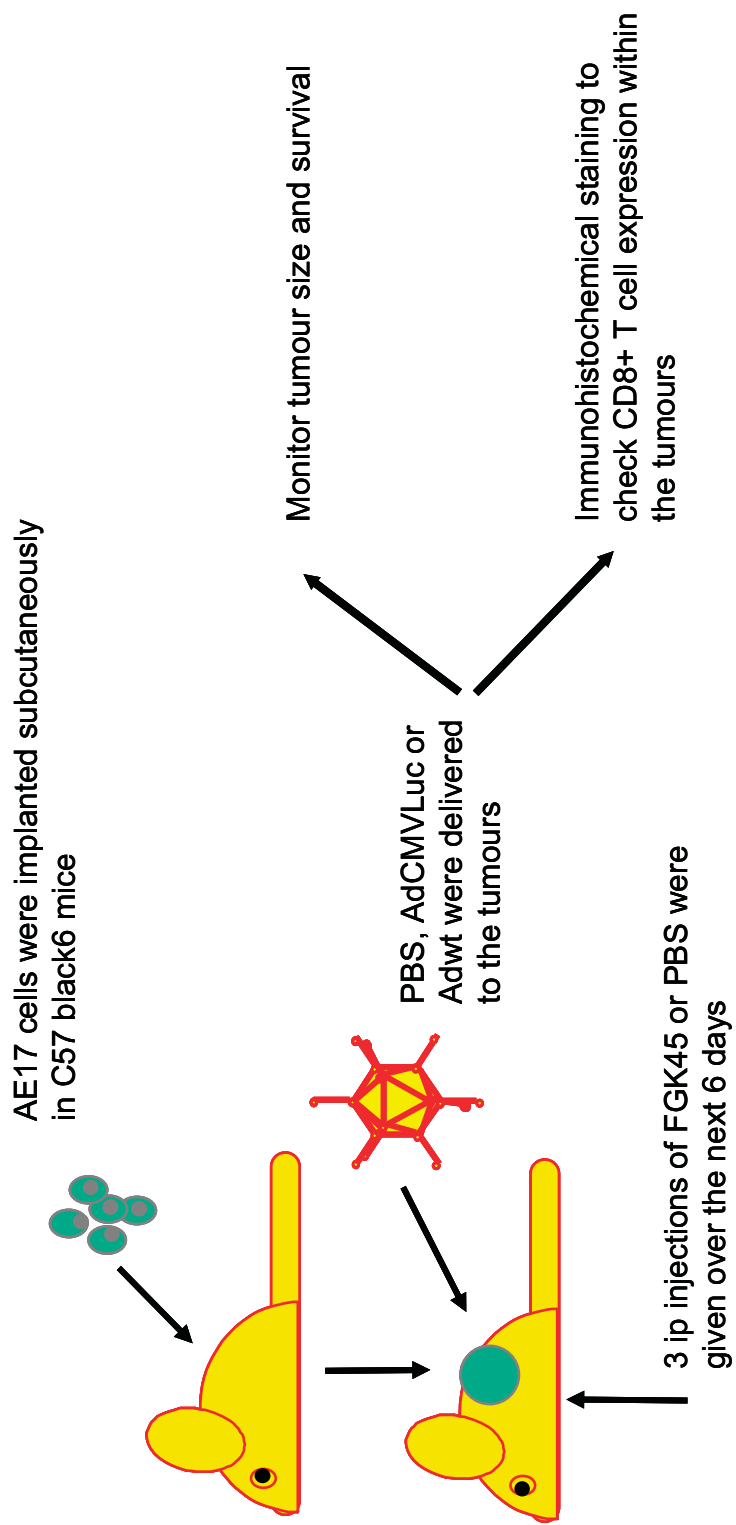 AE17 cells were implanted subcutaneously
in C57 black6 mice
PBS, AdCMVLuc or
Adwt were delivered
to the tumours
3 ip injections of FGK45 or PBS were
given over the next 6 days
Monitor tumour size and survival
Immunohistochemical staining to
check CD8+ T cell expression within
the tumours